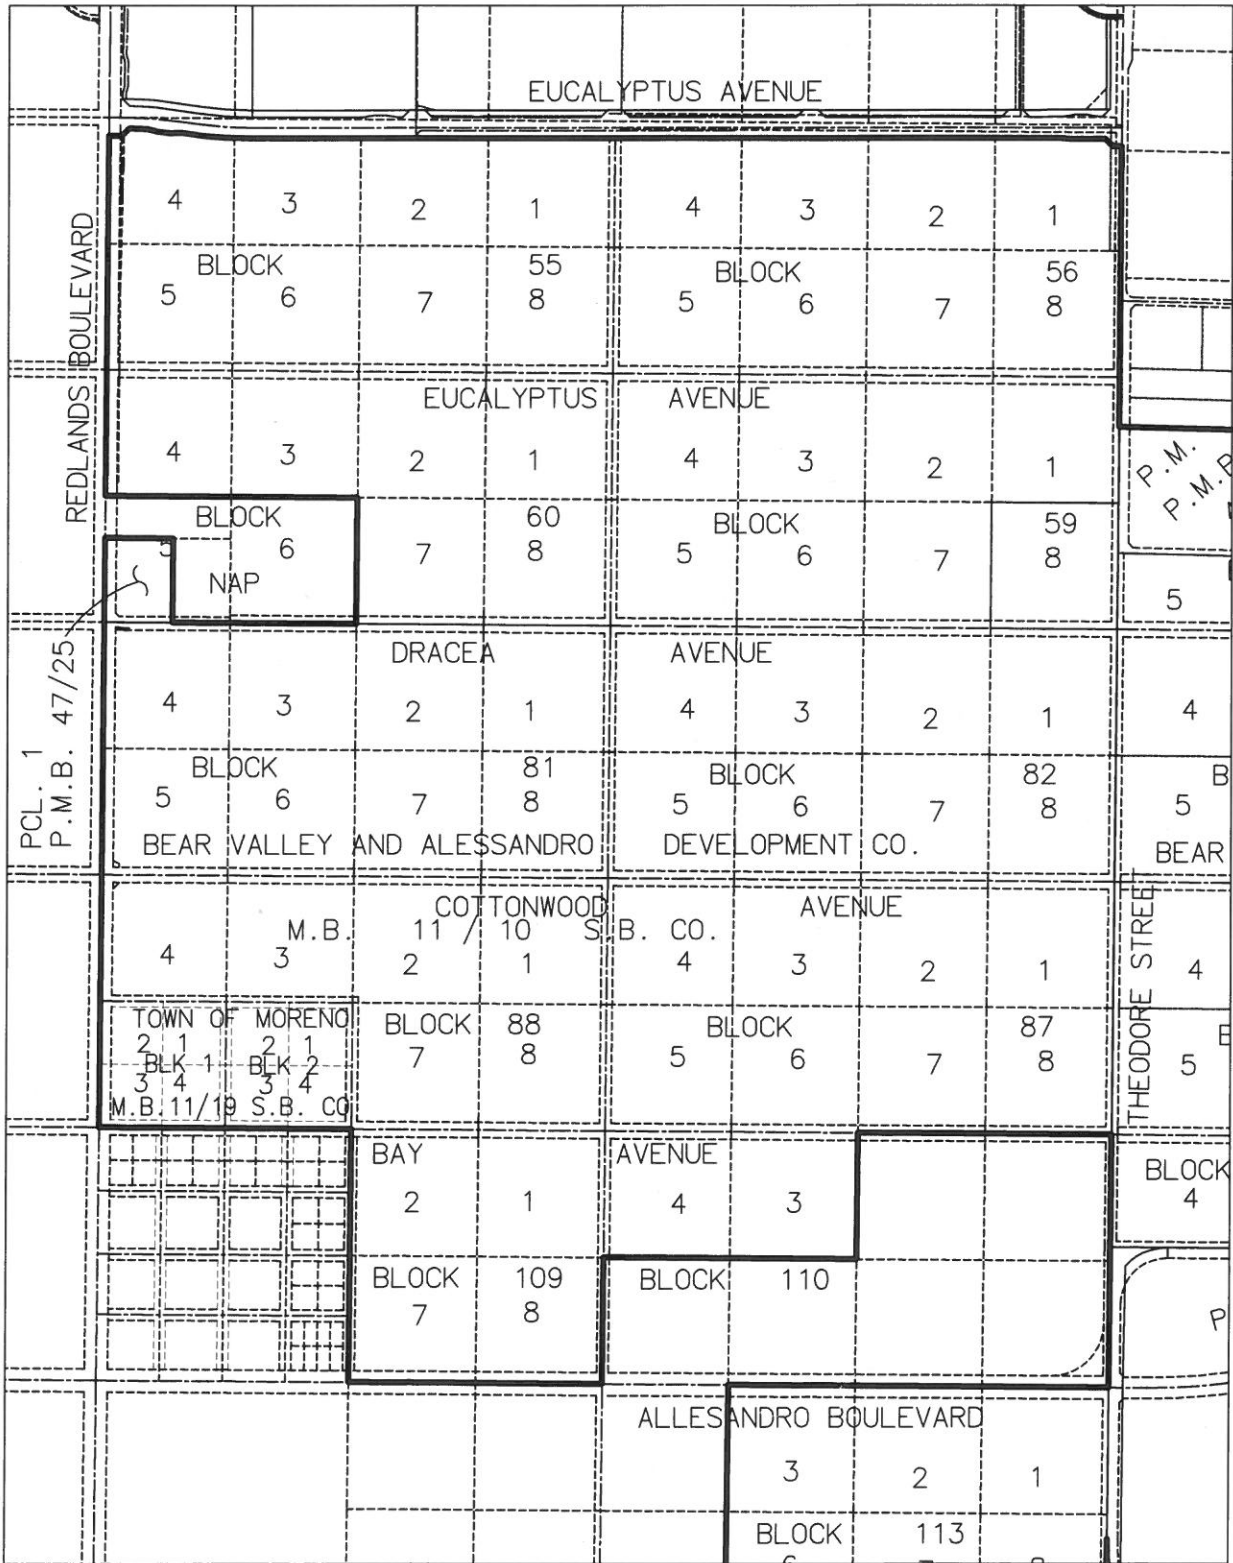 EUCALYPTUS AVENUE
4 3 2 1 4 3 2 1
BLOCK 55 BLOCK 56
5 6 7 8 5 6 7 8
REDLANDS BOULEVARD
EUCALYPTUS AVENUE
4 3 2 1 4 3 2 1
P.M.
P.M.B
BLOCK 60 BLOCK 59
5 6 7 8 5 6 7 8
NAP
5
PCL. 1
P.M.B. 47/25
DRACEA AVENUE
4 3 2 1 4 3 2 1 4
BLOCK 81 BLOCK 82 B
5 6 7 8 5 6 7 8 5
BEAR VALLEY AND ALESSANDRO DEVELOPMENT CO. BEAR
COTTONWOOD AVENUE
M.B. 11 / 10 S.B. CO.
4 3 2 1 4 3 2 1 4
THEODORE STREET
TOWN OF MORENO BLOCK 88 BLOCK 87
2 1 2 1 7 8 5 6 7 8 5
BLK 1 BLK 2
3 4 3 4
M.B.11/19 S.B. CO
BAY AVENUE
BLOCK
2 1 4 3 4
BLOCK 109 BLOCK 110
7 8
P
ALLESANDRO BOULEVARD
3 2 1
BLOCK 113